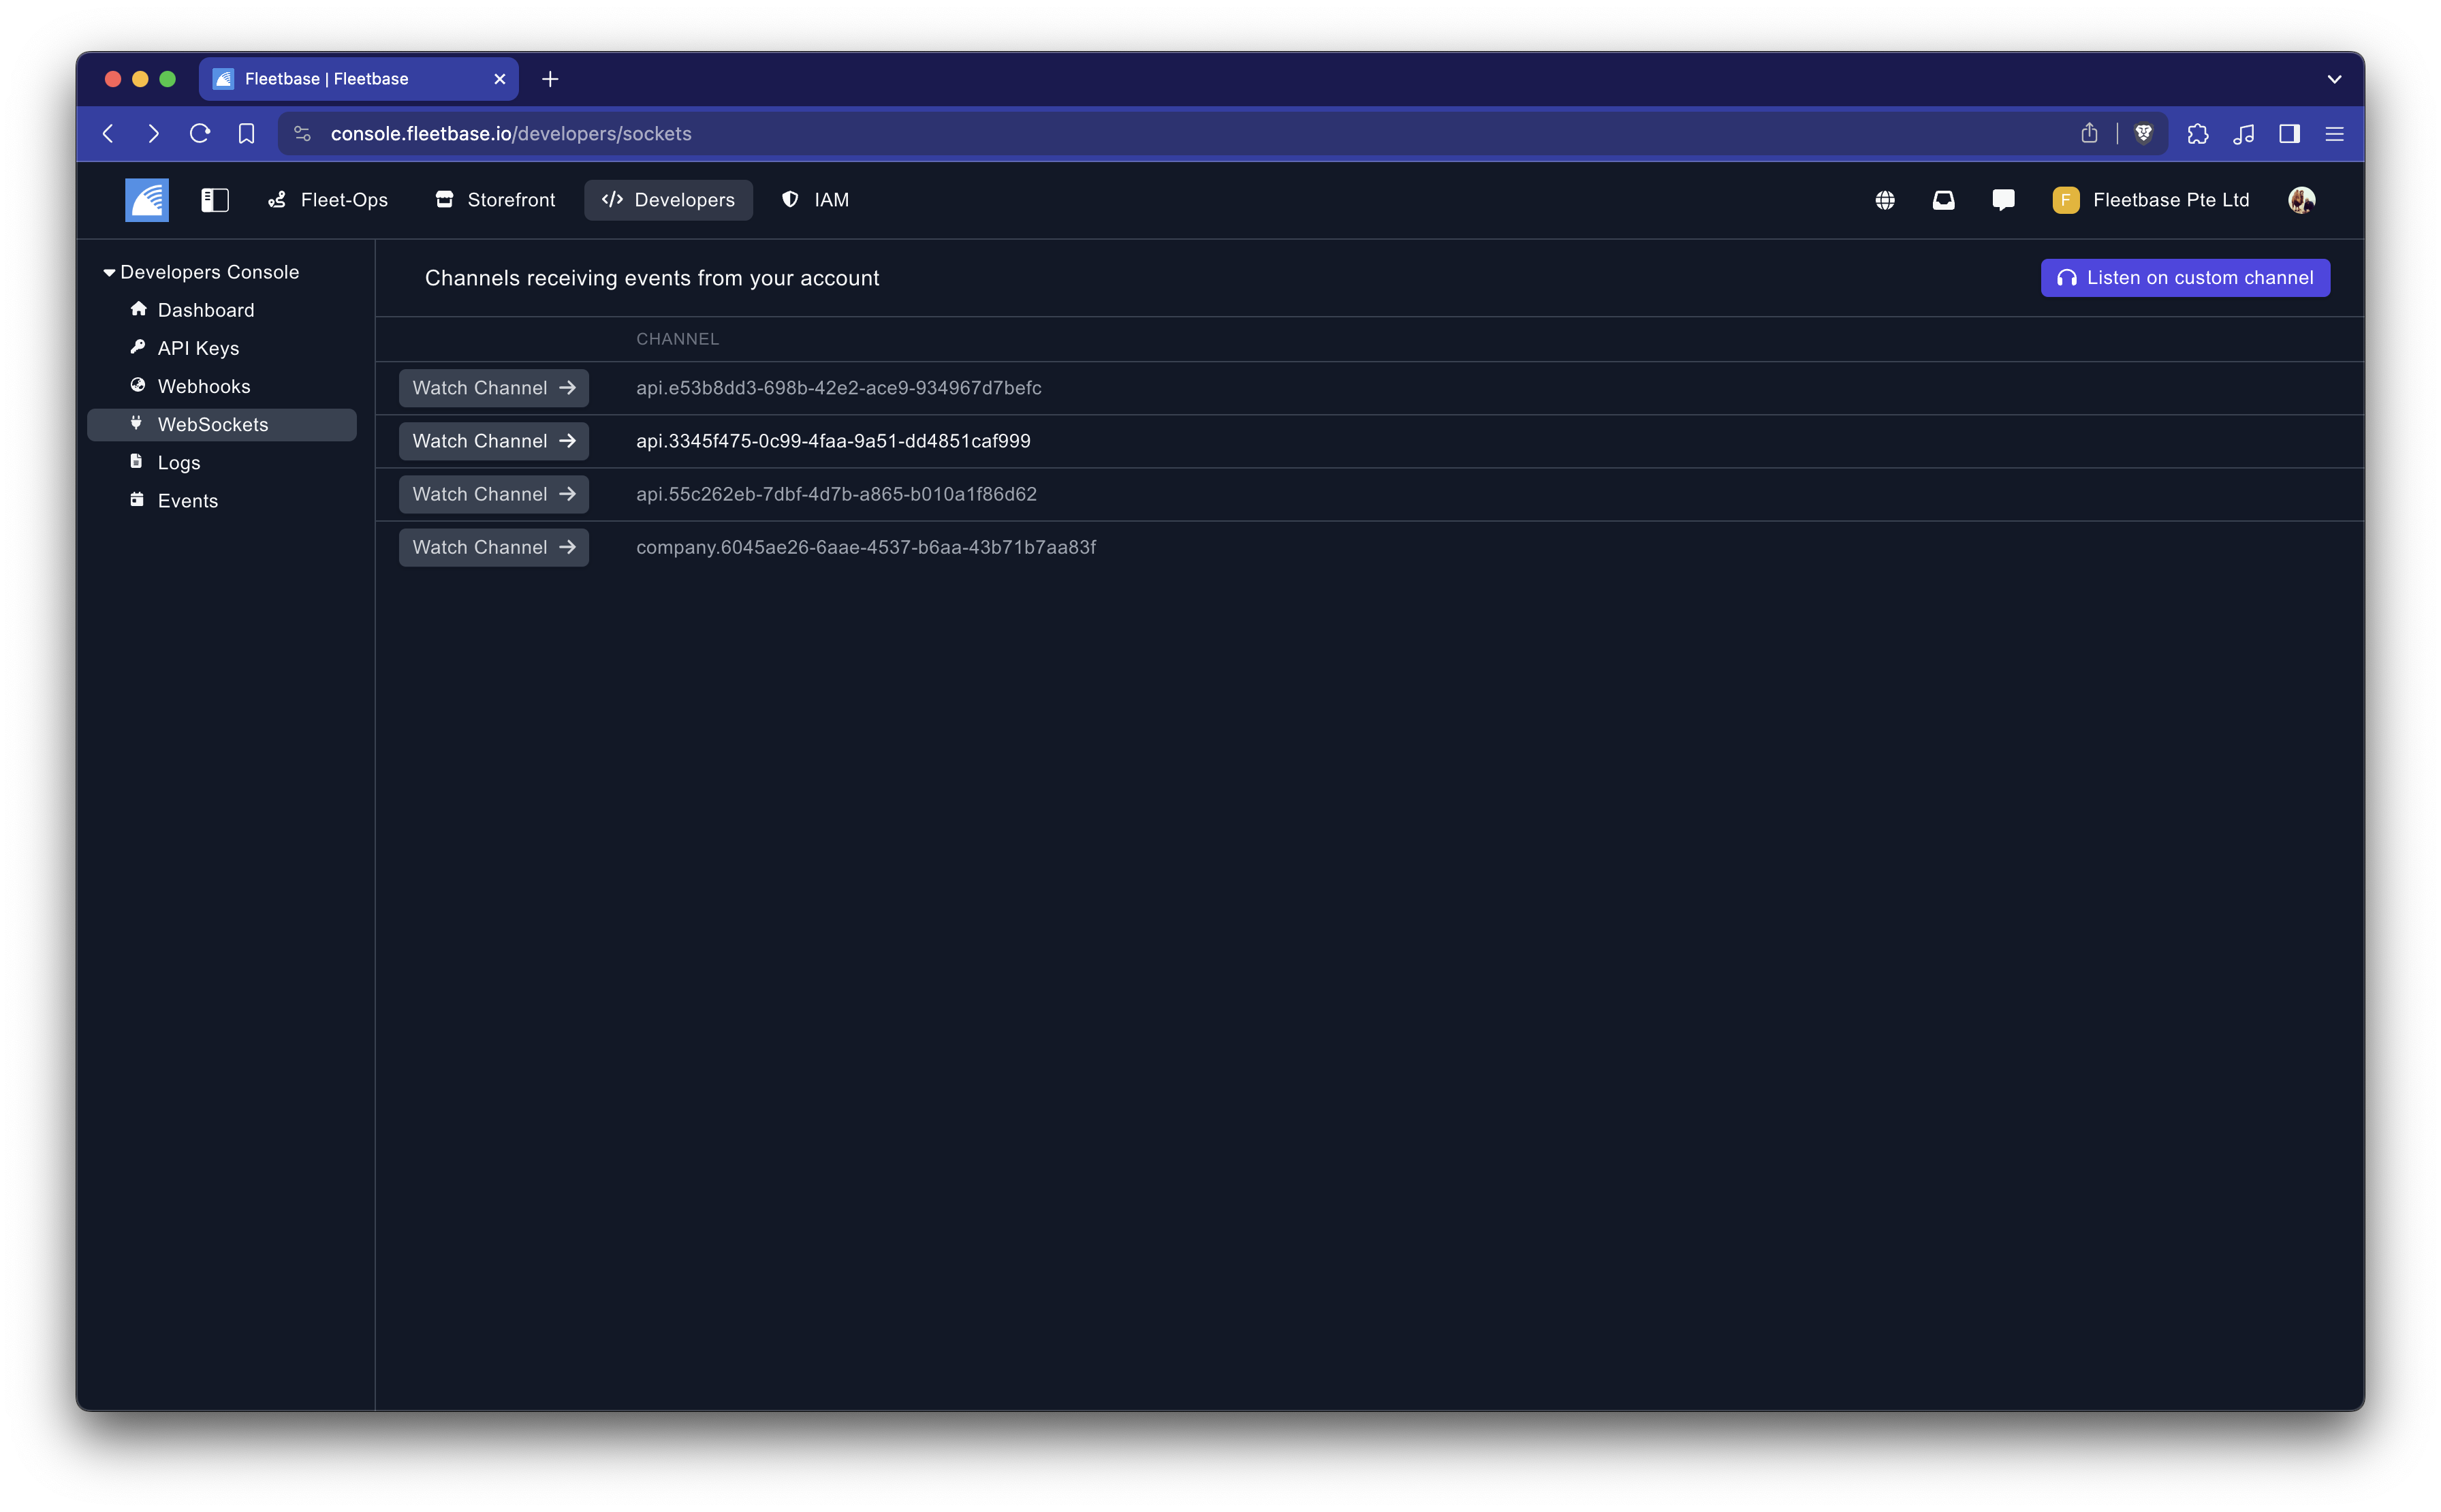 Fleetbase | Fleetbase
console.fleetbase.io/developers/sockets
Fleet-Ops
Storefront
Developers
IAM
F
Fleetbase Pte Ltd
Developers Console
Dashboard
API Keys
Webhooks
WebSockets
Logs
Events
Channels receiving events from your account
Listen on custom channel
CHANNEL
Watch Channel api.e53b8dd3-698b-42e2-ace9-934967d7befc
Watch Channel api.3345f475-0c99-4faa-9a51-dd4851caf999
Watch Channel api.55c262eb-7dbf-4d7b-a865-b010a1f86d62
Watch Channel company.6045ae26-6aae-4537-b6aa-43b71b7aa83f